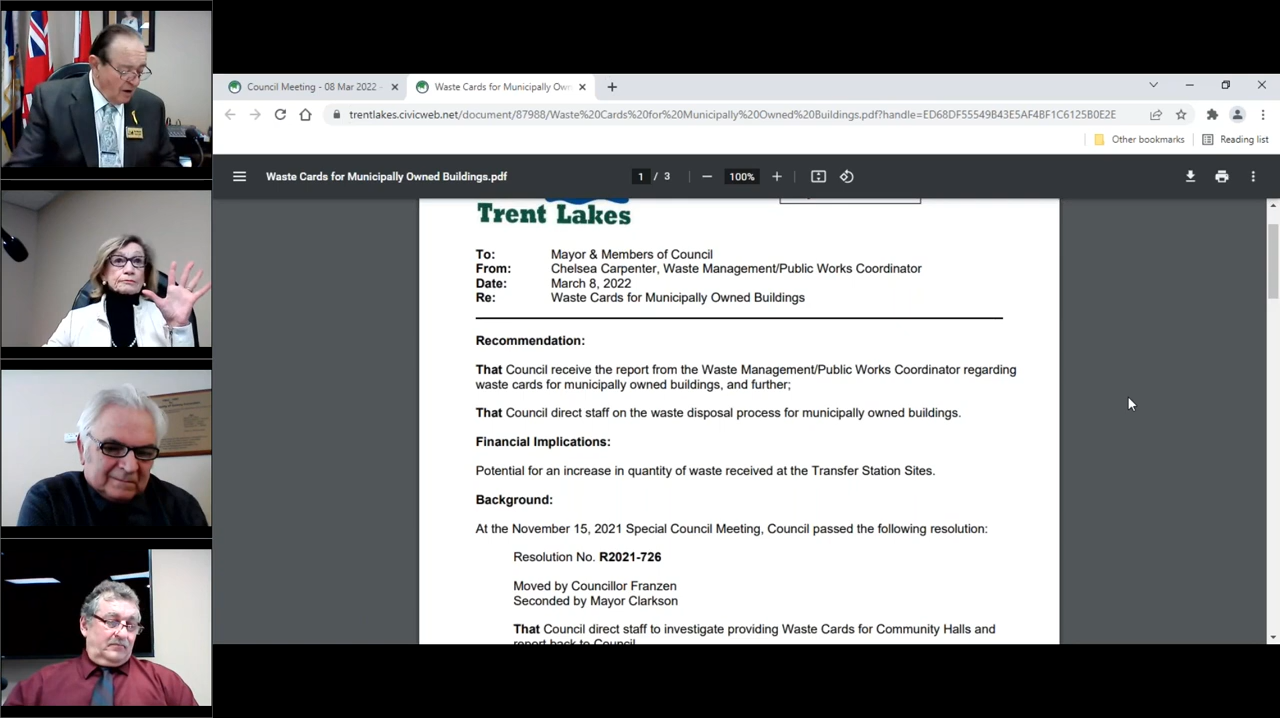 Council Meeting - 08 Mar 2022 -
Waste Cards for Municipally Own
trentlakes.civicweb.net/document/87988/Waste%20Cards%20for%20Municipally%20Owned%20Buildings.pdf?handle=ED68DF55549B43E5AF4BF1C6125B0E2E
Other bookmarks
Reading list
Waste Cards for Municipally Owned Buildings.pdf
1 / 3
100%
Trent Lakes
To: Mayor & Members of Council
From: Chelsea Carpenter, Waste Management/Public Works Coordinator
Date: March 8, 2022
Re: Waste Cards for Municipally Owned Buildings
Recommendation:
That Council receive the report from the Waste Management/Public Works Coordinator regarding
waste cards for municipally owned buildings, and further;
That Council direct staff on the waste disposal process for municipally owned buildings.
Financial Implications:
Potential for an increase in quantity of waste received at the Transfer Station Sites.
Background:
At the November 15, 2021 Special Council Meeting, Council passed the following resolution:
Resolution No. R2021-726
Moved by Councillor Franzen
Seconded by Mayor Clarkson
That Council direct staff to investigate providing Waste Cards for Community Halls and
report back to Council